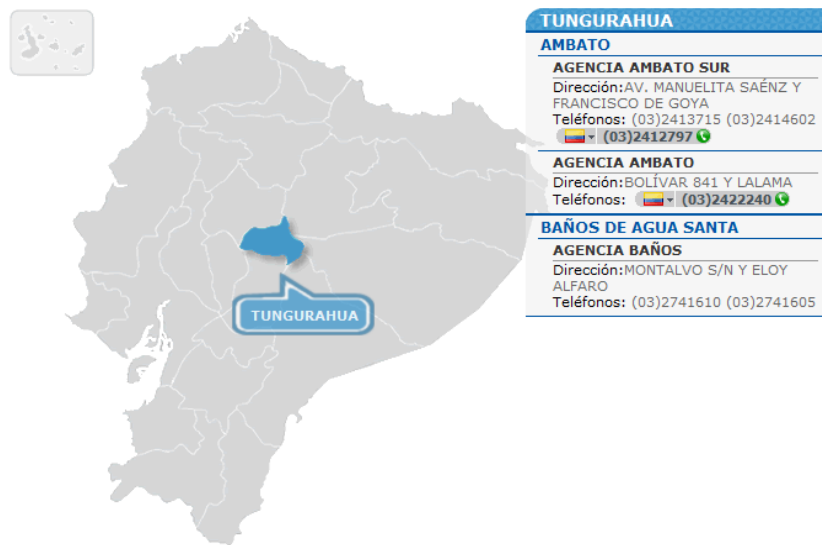 TUNGURAHUA
AMBATO
AGENCIA AMBATO SUR
Dirección:AV. MANUELITA SAÉNZ Y
FRANCISCO DE GOYA
Teléfonos: (03)2413715 (03)2414602
(03)2412797
AGENCIA AMBATO
Dirección:BOLÍVAR 841 Y LALAMA
Teléfonos: (03)2422240
BAÑOS DE AGUA SANTA
AGENCIA BAÑOS
Dirección:MONTALVO S/N Y ELOY
ALFARO
Teléfonos: (03)2741610 (03)2741605
TUNGURAHUA